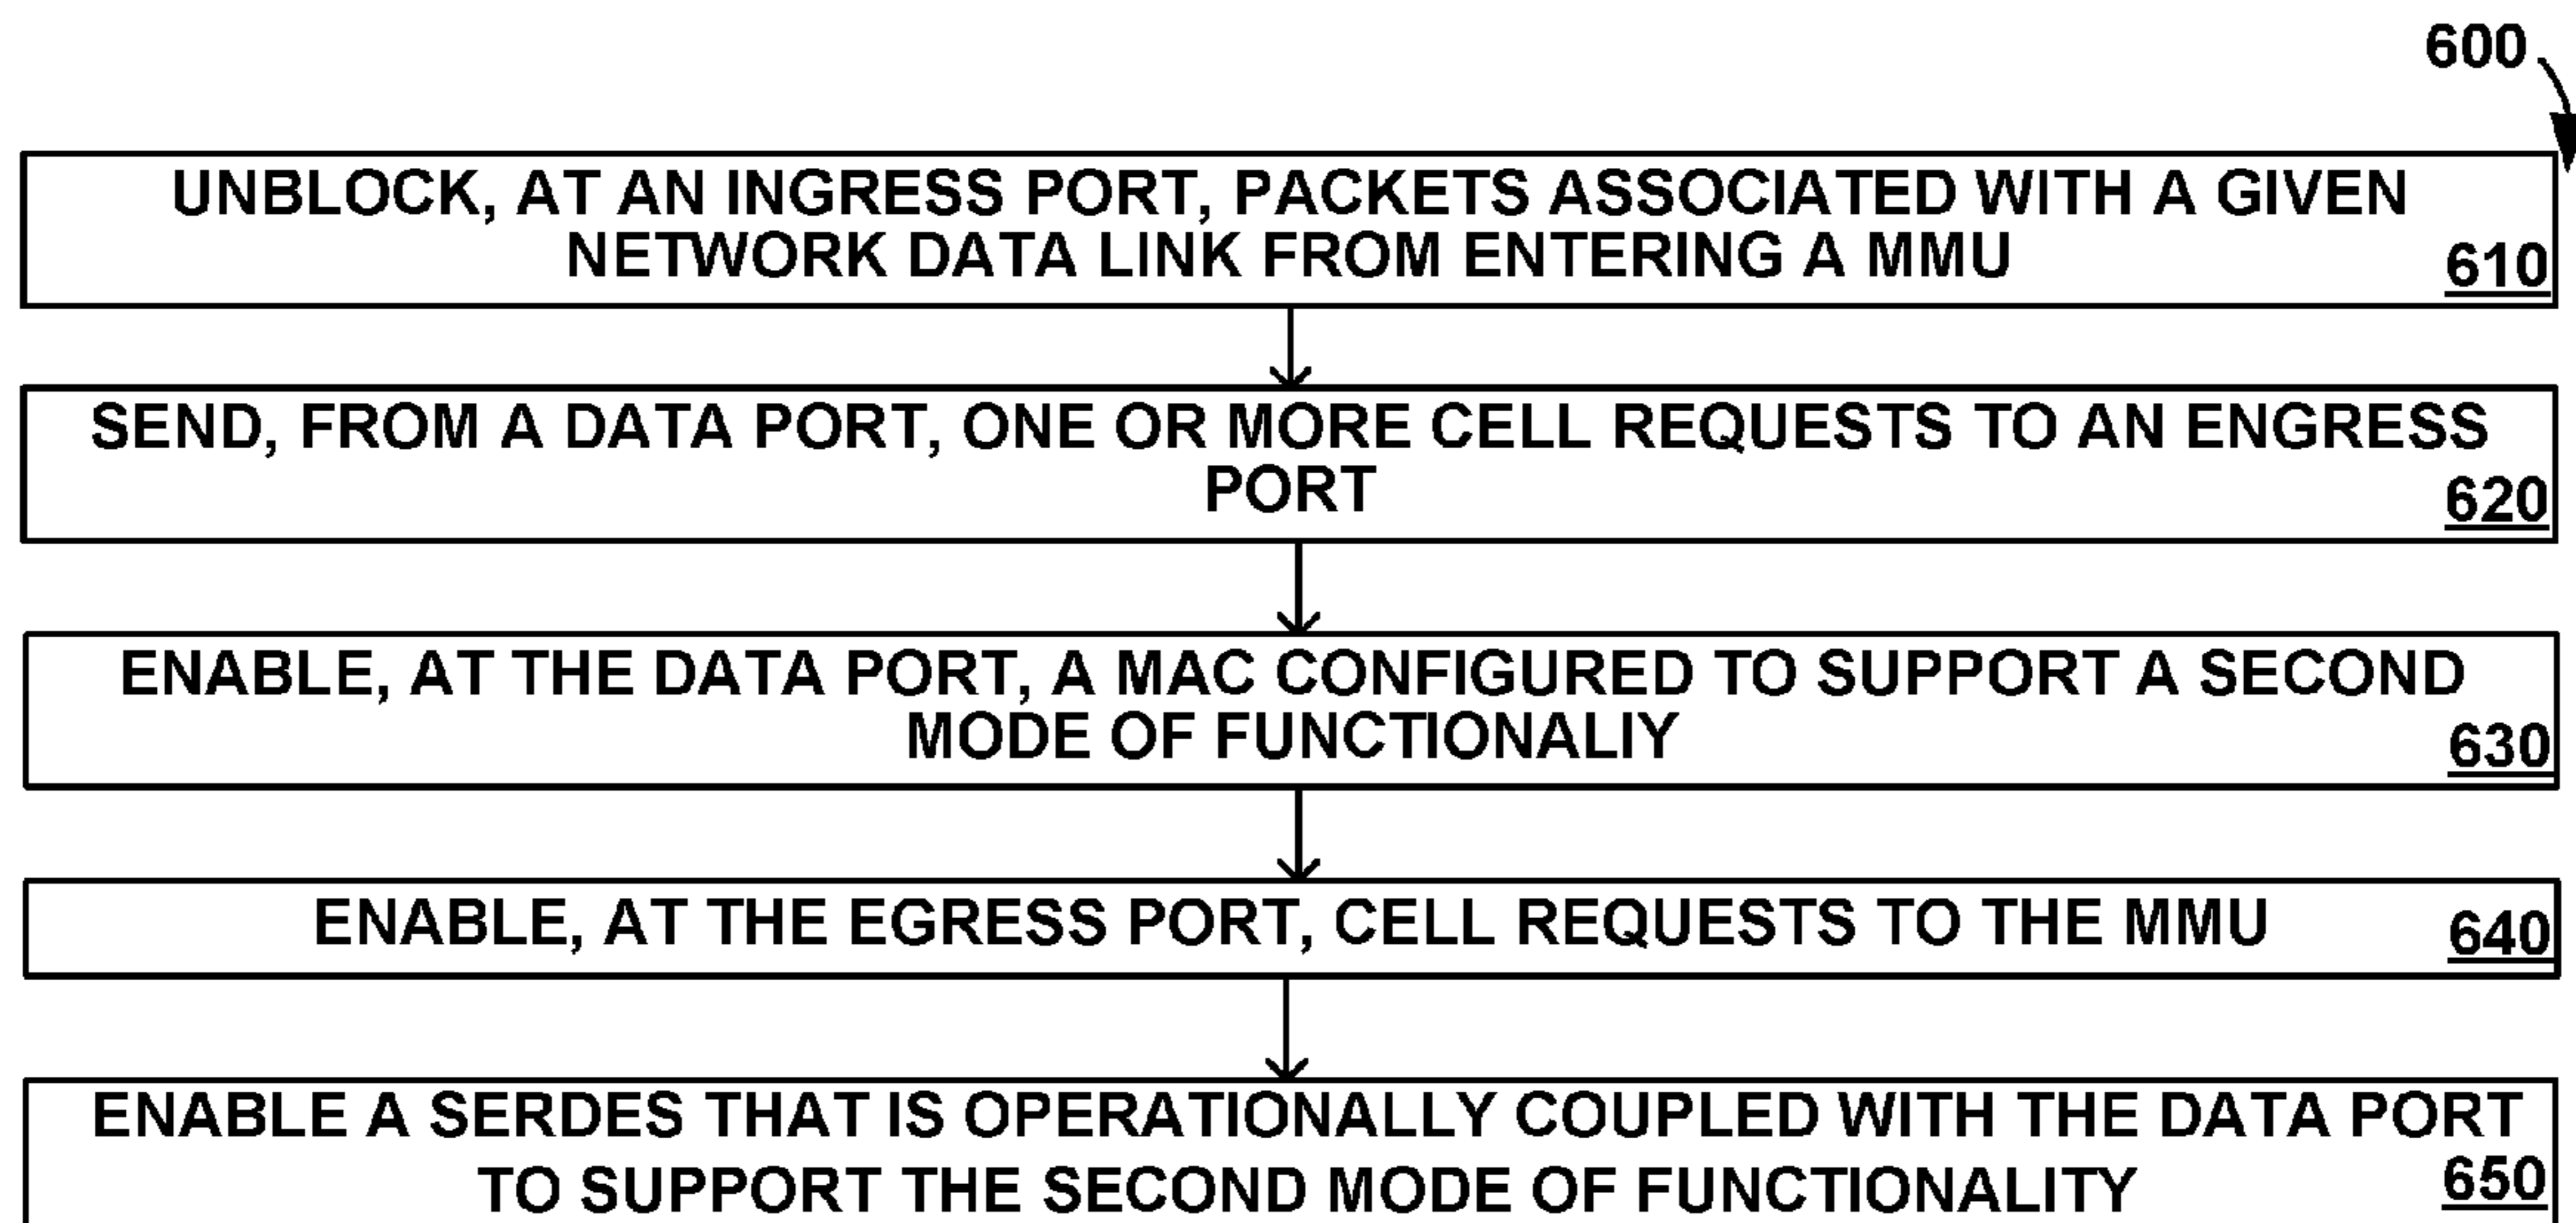 600
UNBLOCK, AT AN INGRESS PORT, PACKETS ASSOCIATED WITH A GIVEN
NETWORK DATA LINK FROM ENTERING A MMU
610
SEND, FROM A DATA PORT, ONE OR MORE CELL REQUESTS TO AN ENGRESS
PORT
620
ENABLE, AT THE DATA PORT, A MAC CONFIGURED TO SUPPORT A SECOND
MODE OF FUNCTIONALIY
630
ENABLE, AT THE EGRESS PORT, CELL REQUESTS TO THE MMU
640
ENABLE A SERDES THAT IS OPERATIONALLY COUPLED WITH THE DATA PORT
TO SUPPORT THE SECOND MODE OF FUNCTIONALITY
650